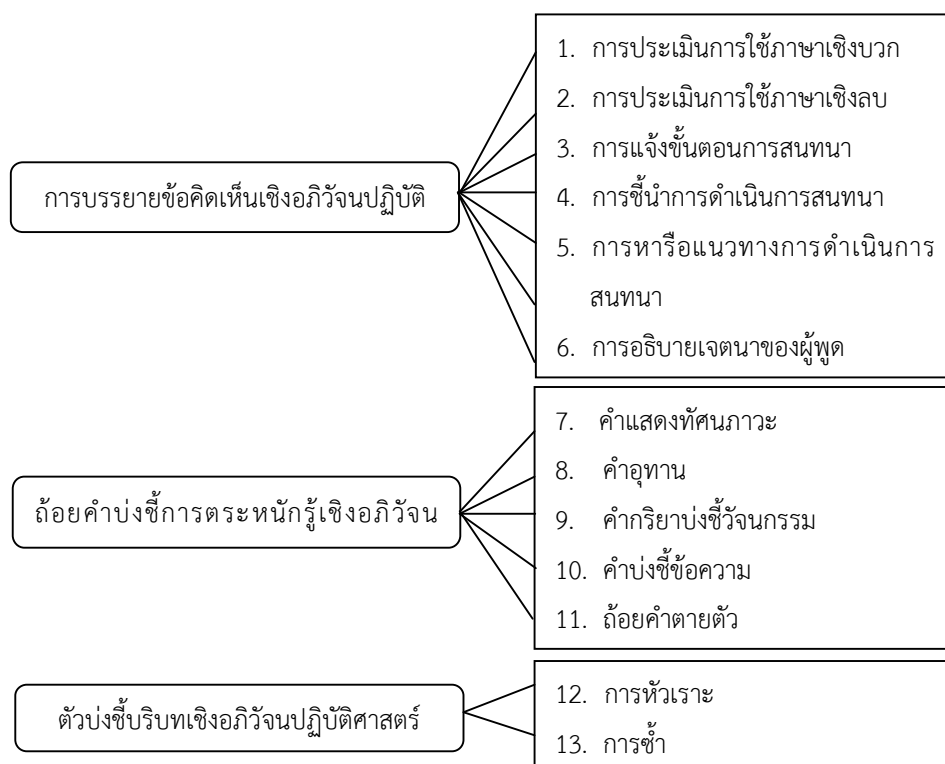 การบรรยายข้อคิดเห็นเชิงอภิวัจนปฏิบัติ
1. การประเมินการใช้ภาษาเชิงบวก
2. การประเมินการใช้ภาษาเชิงลบ
3. การแจ้งขั้นตอนการสนทนา
4. การชี้นำการดำเนินการสนทนา
5. การหารือแนวทางการดำเนินการ
สนทนา
6. การอธิบายเจตนาของผู้พูด
ถ้อยคำบ่งชี้การตระหนักรู้เชิงอภิวัจน
7. คำแสดงทัศนภาวะ
8. คำอุทาน
9. คำกริยาบ่งชี้วัจนกรรม
10. คำบ่งชี้ข้อความ
11. ถ้อยคำตายตัว
ตัวบ่งชี้บริบทเชิงอภิวัจนปฏิบัติศาสตร์
12. การหัวเราะ
13. การซ้ำ